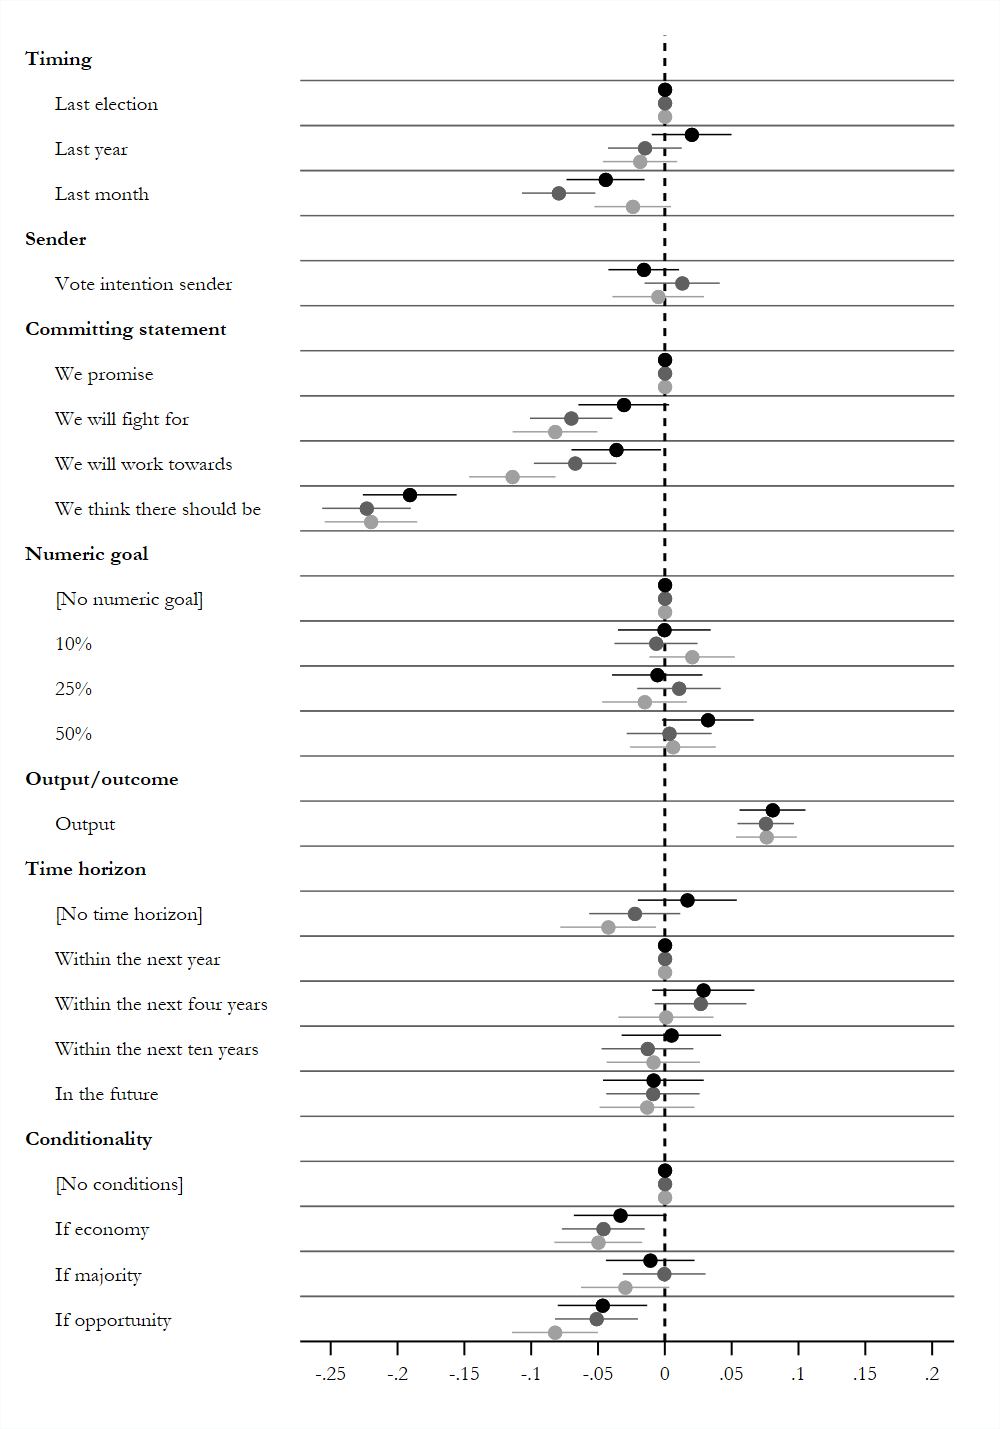 Timing
Last election
Last year
Last month
Sender
Vote intention sender
Committing statement
We promise
We will fight for
We will work towards
We think there should be
Numeric goal
[No numeric goal]
10%
25%
50%
Output/outcome
Output
Time horizon
[No time horizon]
Within the next year
Within the next four years
Within the next ten years
In the future
Conditionality
[No conditions]
If economy
If majority
If opportunity
-.25 -.2 -.15 -.1 -.05 0 .05 .1 .15 .2